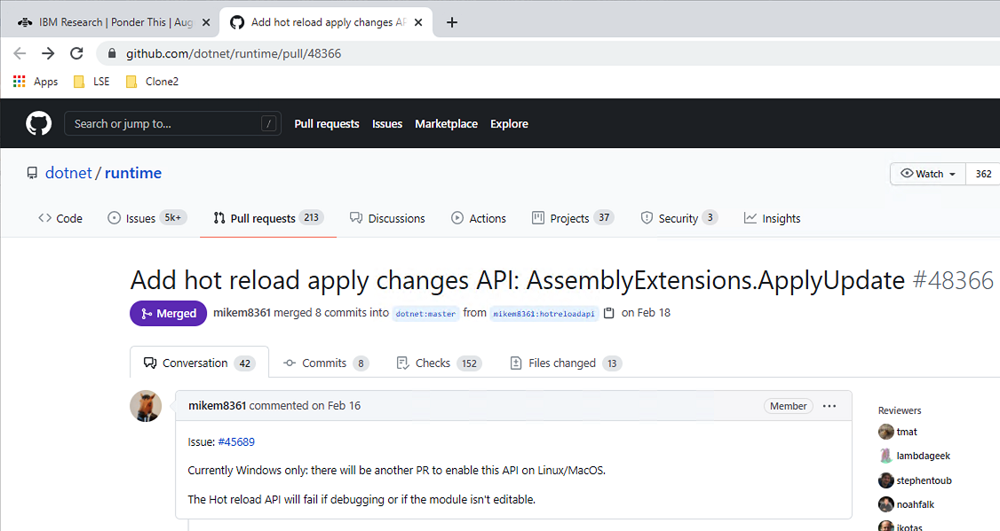 IBM Research | Ponder This | Aug
Add hot reload apply changes AP
github.com/dotnet/runtime/pull/48366
Apps LSE Clone2
Search or jump to... / Pull requests Issues Marketplace Explore
dotnet / runtime
Watch 362
Code Issues 5k+ Pull requests 213 Discussions Actions Projects 37 Security 3 Insights
Add hot reload apply changes API: AssemblyExtensions.ApplyUpdate #48366
Merged mikem8361 merged 8 commits into dotnet:master from mikem8361:hotreloadapi on Feb 18
Conversation 42 Commits 8 Checks 152 Files changed 13
mikem8361 commented on Feb 16 Member ...
Issue: #45689
Currently Windows only: there will be another PR to enable this API on Linux/MacOS.
The Hot reload API will fail if debugging or if the module isn't editable.
Reviewers
tmat
lambdageek
stephentoub
noahfalk
jkotas